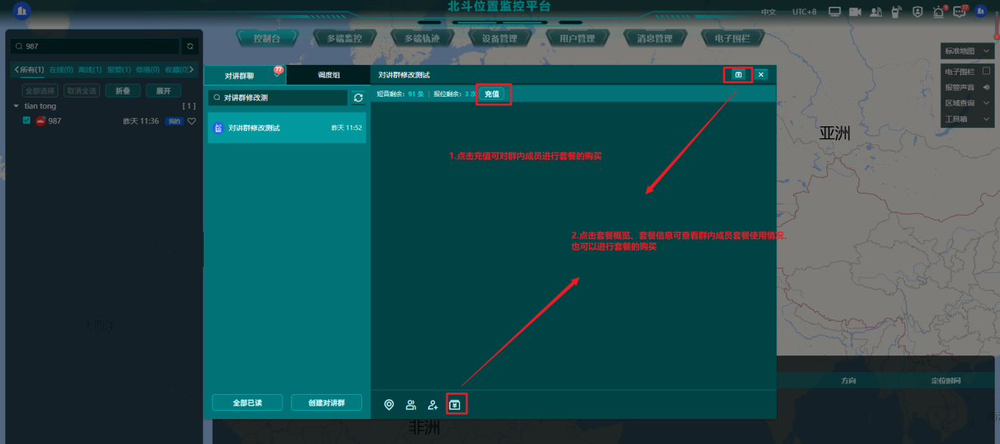 北斗位置监控平台
中文 UTC+8 9 77
控制台 多端监控 多端轨迹 设备管理 用户管理 消息管理 电子围栏
987
所有(1) 在线(0) 离线(1) 报警(1) 停滞(0) 收藏(0)
全部选择 取消全选 折叠 展开
tian tong [ 1 ]
987 昨天 11:36 我的
对讲群聊 77 调度组
对讲群修改测
对讲群修改测试 昨天 11:52
全部已读 创建对讲群
对讲群修改测试
短音剩余: 91 条 | 报位剩余: 3 次 充值
1.点击充值可对群内成员进行套餐的购买
2.点击套餐概览、套餐信息可查看群内成员套餐使用情况,
也可以进行套餐的购买
标准地图
电子围栏
报警声音
区域查询
工具箱
亚洲
大西洋
非洲
方向 定位时间